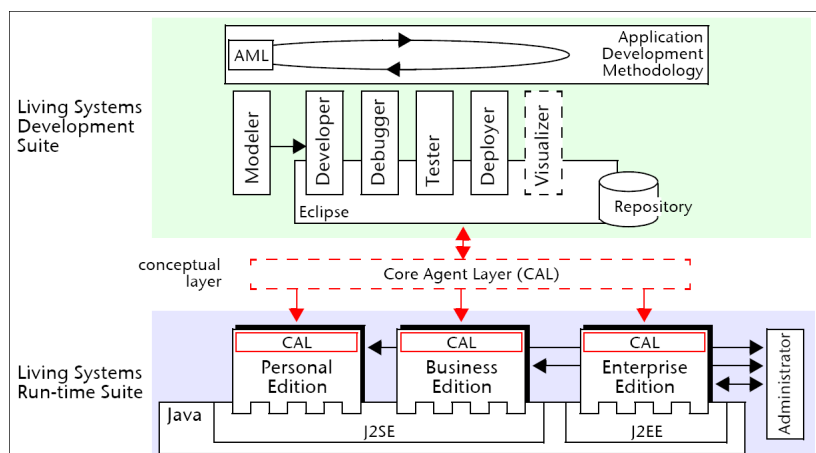 AML
Application
Development
Methodology
Living Systems
Development
Suite
Modeler
Developer
Debugger
Tester
Deployer
Visualizer
Eclipse
Repository
conceptual
layer
Core Agent Layer (CAL)
Living Systems
Run-time Suite
CAL
Personal
Edition
CAL
Business
Edition
CAL
Enterprise
Edition
Administrator
Java
J2SE
J2EE